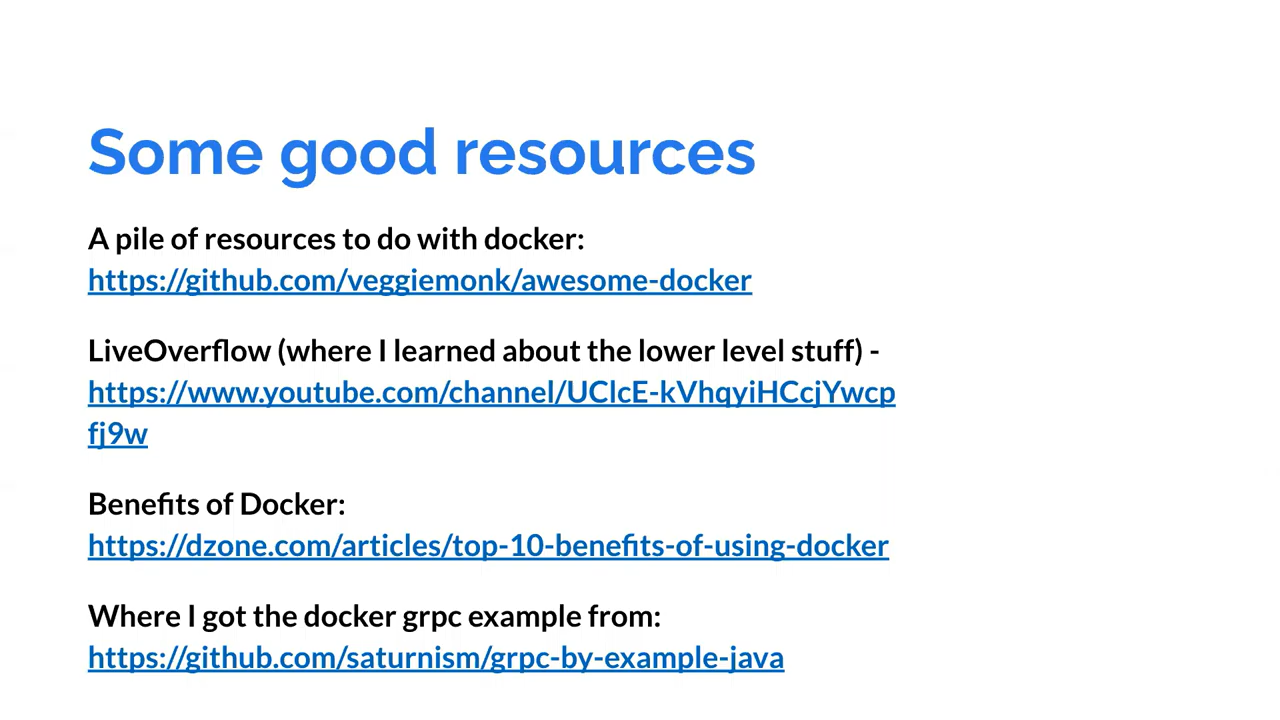 Some good resources
A pile of resources to do with docker:
https://github.com/veggiemonk/awesome-docker
LiveOverflow (where I learned about the lower level stuff) -
https://www.youtube.com/channel/UClcE-kVhqyiHCcjYwcp
fj9w
Benefits of Docker:
https://dzone.com/articles/top-10-benefits-of-using-docker
Where I got the docker grpc example from:
https://github.com/saturnism/grpc-by-example-java